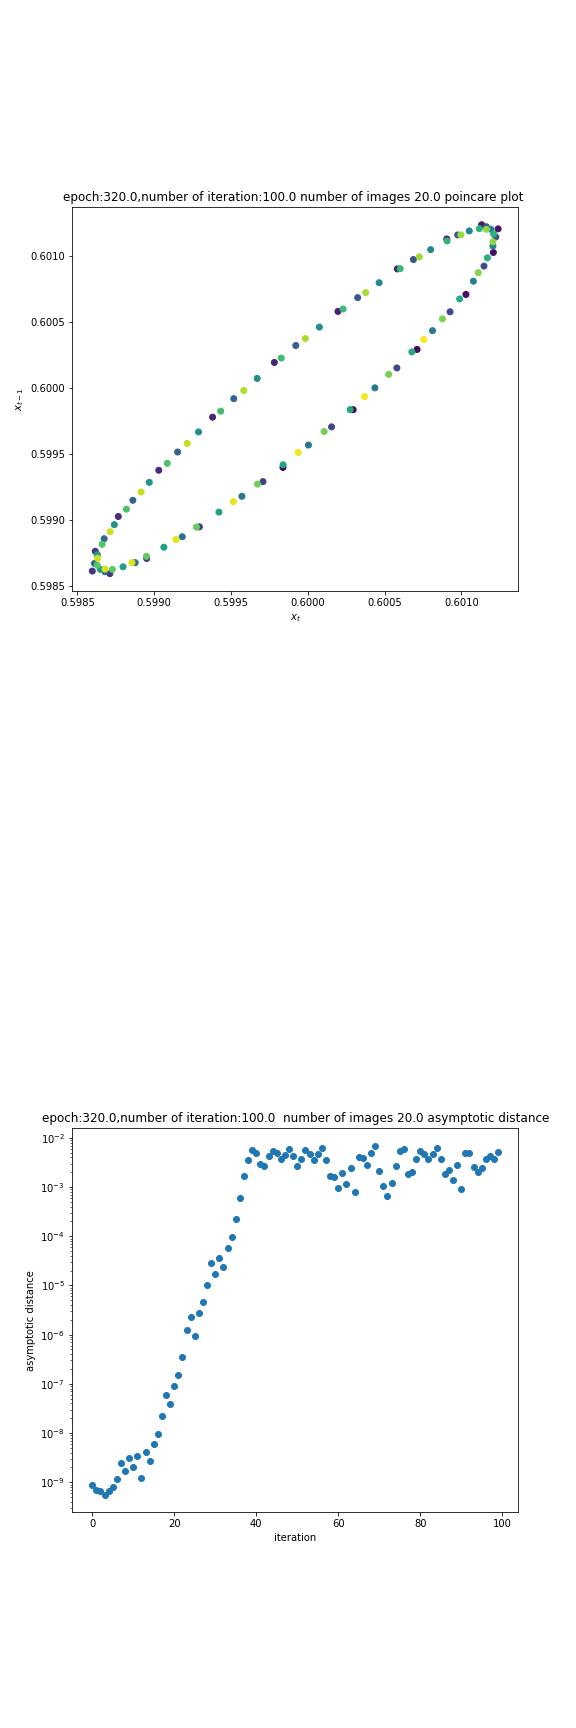 epoch:320.0,number of iteration:100.0 number of images 20.0 poincare plot
0.6010
0.6005
0.6000
0.5995
0.5990
0.5985
x_{t-1}
0.5985 0.5990 0.5995 0.6000 0.6005 0.6010
x_t
epoch:320.0,number of iteration:100.0  number of images 20.0 asymptotic distance
10^{-2}
10^{-3}
10^{-4}
10^{-5}
10^{-6}
10^{-7}
10^{-8}
10^{-9}
asymptotic distance
0 20 40 60 80 100
iteration